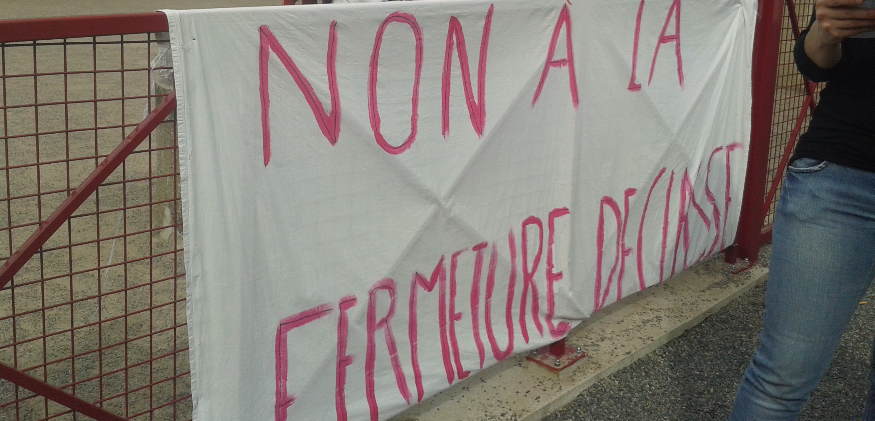 NON À LA
FERMETURE DE CLASSE